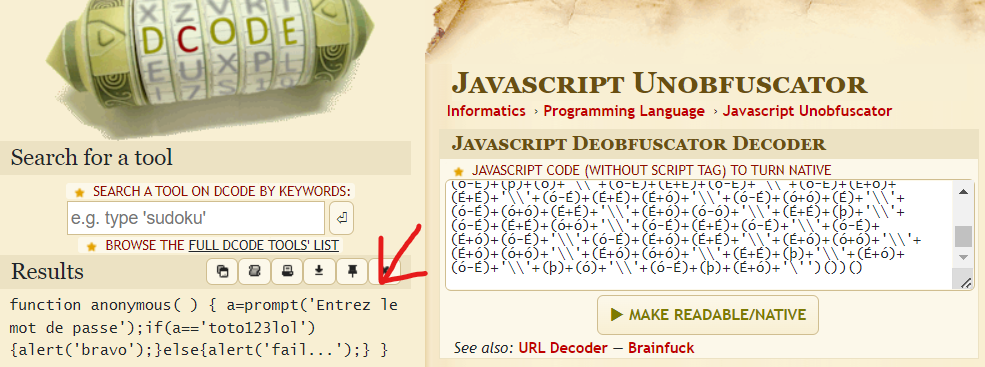 DCODE
Search for a tool
SEARCH A TOOL ON DCODE BY KEYWORDS:
e.g. type 'sudoku'
BROWSE THE FULL DCODE TOOLS' LIST
Results
function anonymous( ) { a=prompt('Entrez le
mot de passe');if(a=='toto123lol')
{alert('bravo');}else{alert('fail...');} }
JAVASCRIPT UNOBFUSCATOR
Informatics › Programming Language › Javascript Unobfuscator
JAVASCRIPT DEOBFUSCATOR DECODER
JAVASCRIPT CODE (WITHOUT SCRIPT TAG) TO TURN NATIVE
(É+É)+'\\'+(ó-É)+(É+É)+(É+ó)+'\\'+(ó-É)+(ó+ó)+(É)+'\\'+
(ó-É)+(ó+ó)+(É+É)+'\\'+(É+ó)+(ó-ó)+'\\'+(É+É)+(þ)+'\\'+
(ó-É)+(É+É)+(ó+ó)+'\\'+(ó-É)+(É+É)+(ó-É)+'\\'+(ó-É)+
(É+ó)+(ó-É)+'\\'+(ó-É)+(É+ó)+(É+É)+'\\'+(É+ó)+(ó+ó)+'\\'+
(É+ó)+(ó+ó)+'\\'+(É+ó)+(ó+ó)+'\\'+(É+É)+(þ)+'\\'+(É+ó)+
(ó-É)+'\\'+(þ)+(ó)+'\\'+(ó-É)+(þ)+(É+ó)+'\'')())()
MAKE READABLE/NATIVE
See also: URL Decoder — Brainfuck